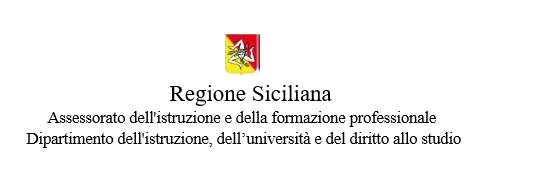 Regione Siciliana
Assessorato dell'istruzione e della formazione professionale
Dipartimento dell'istruzione, dell’università e del diritto allo studio